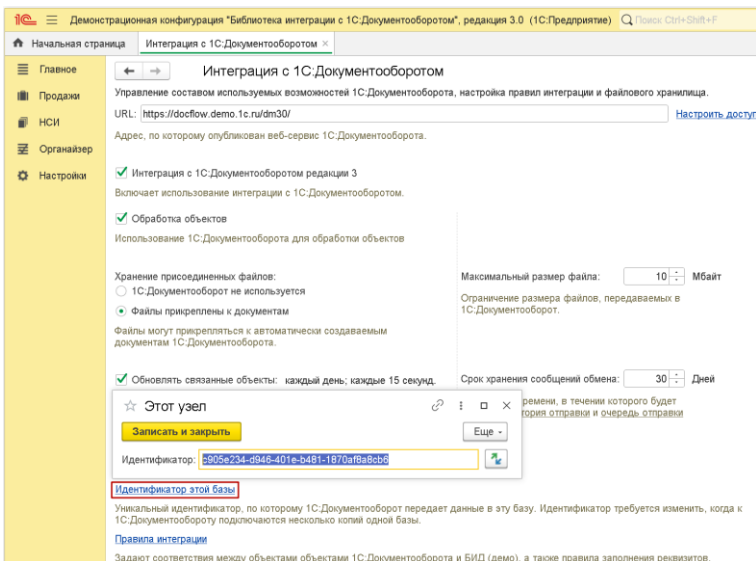 1С Демонстрационная конфигурация "Библиотека интеграции с 1С:Документооборотом", редакция 3.0 (1С:Предприятие) Поиск Ctrl+Shift+F
Начальная страница Интеграция с 1С:Документооборотом ×
Главное
Продажи
НСИ
Органайзер
Настройки
Интеграция с 1С:Документооборотом
Управление составом используемых возможностей 1С:Документооборота, настройка правил интеграции и файлового хранилища.
URL: https://docflow.demo.1c.ru/dm30/ Настроить доступ
Адрес, по которому опубликован веб-сервис 1С:Документооборота.
Интеграция с 1С:Документооборотом редакции 3
Включает использование интеграции с 1С:Документооборотом.
Обработка объектов
Использование 1С:Документооборота для обработки объектов
Хранение присоединенных файлов:
1С:Документооборот не используется
Файлы прикреплены к документам
Файлы могут прикрепляться к автоматически создаваемым
документам 1С:Документооборота.
Максимальный размер файла: 10 Мбайт
Ограничение размера файлов, передаваемых в
1С:Документооборот.
Обновлять связанные объекты: каждый день; каждые 15 секунд.
Срок хранения сообщений обмена: 30 Дней
ремени, в течении которого будет
тория отправки и очередь отправки
Этот узел
Записать и закрыть Еще
Идентификатор: c905e234-d946-401e-b481-1870af8a8cb6
Идентификатор этой базы
Уникальный идентификатор, по которому 1С:Документооборот передает данные в эту базу. Идентификатор требуется изменить, когда к
1С:Документообороту подключаются несколько копий одной базы.
Правила интеграции
Задают соответствия между объектами объектами 1С:Документооборота и БИД (демо), а также правила заполнения реквизитов.